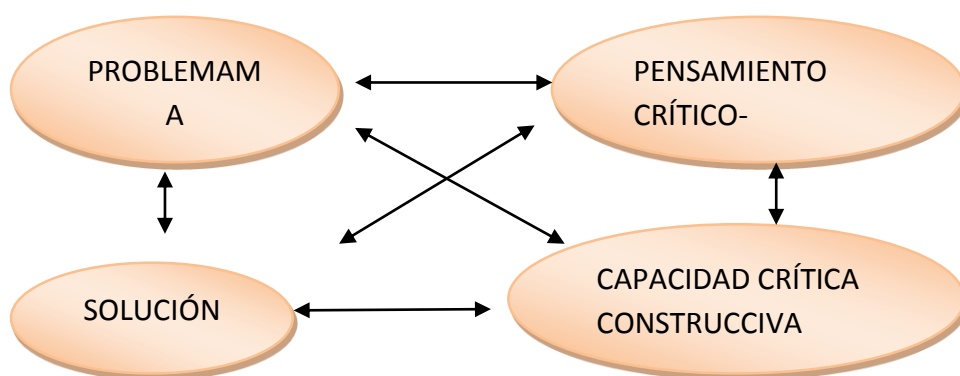 PROBLEMAM
A
PENSAMIENTO
CRÍTICO-
SOLUCIÓN
CAPACIDAD CRÍTICA
CONSTRUCCIVA